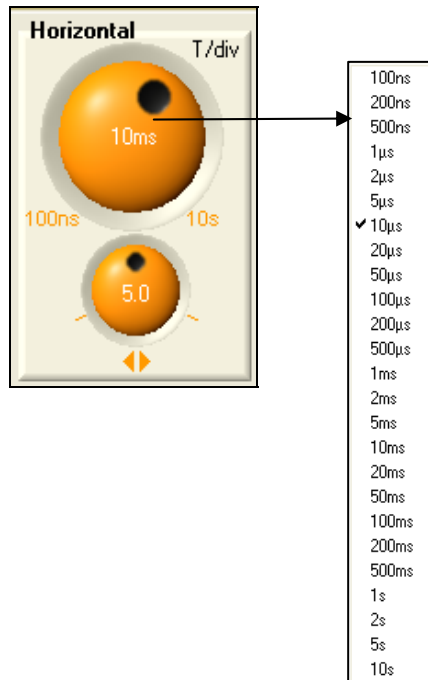 Horizontal
T/div
10ms
100ns 10s
5.0
100ns
200ns
500ns
1µs
2µs
5µs
✔ 10µs
20µs
50µs
100µs
200µs
500µs
1ms
2ms
5ms
10ms
20ms
50ms
100ms
200ms
500ms
1s
2s
5s
10s